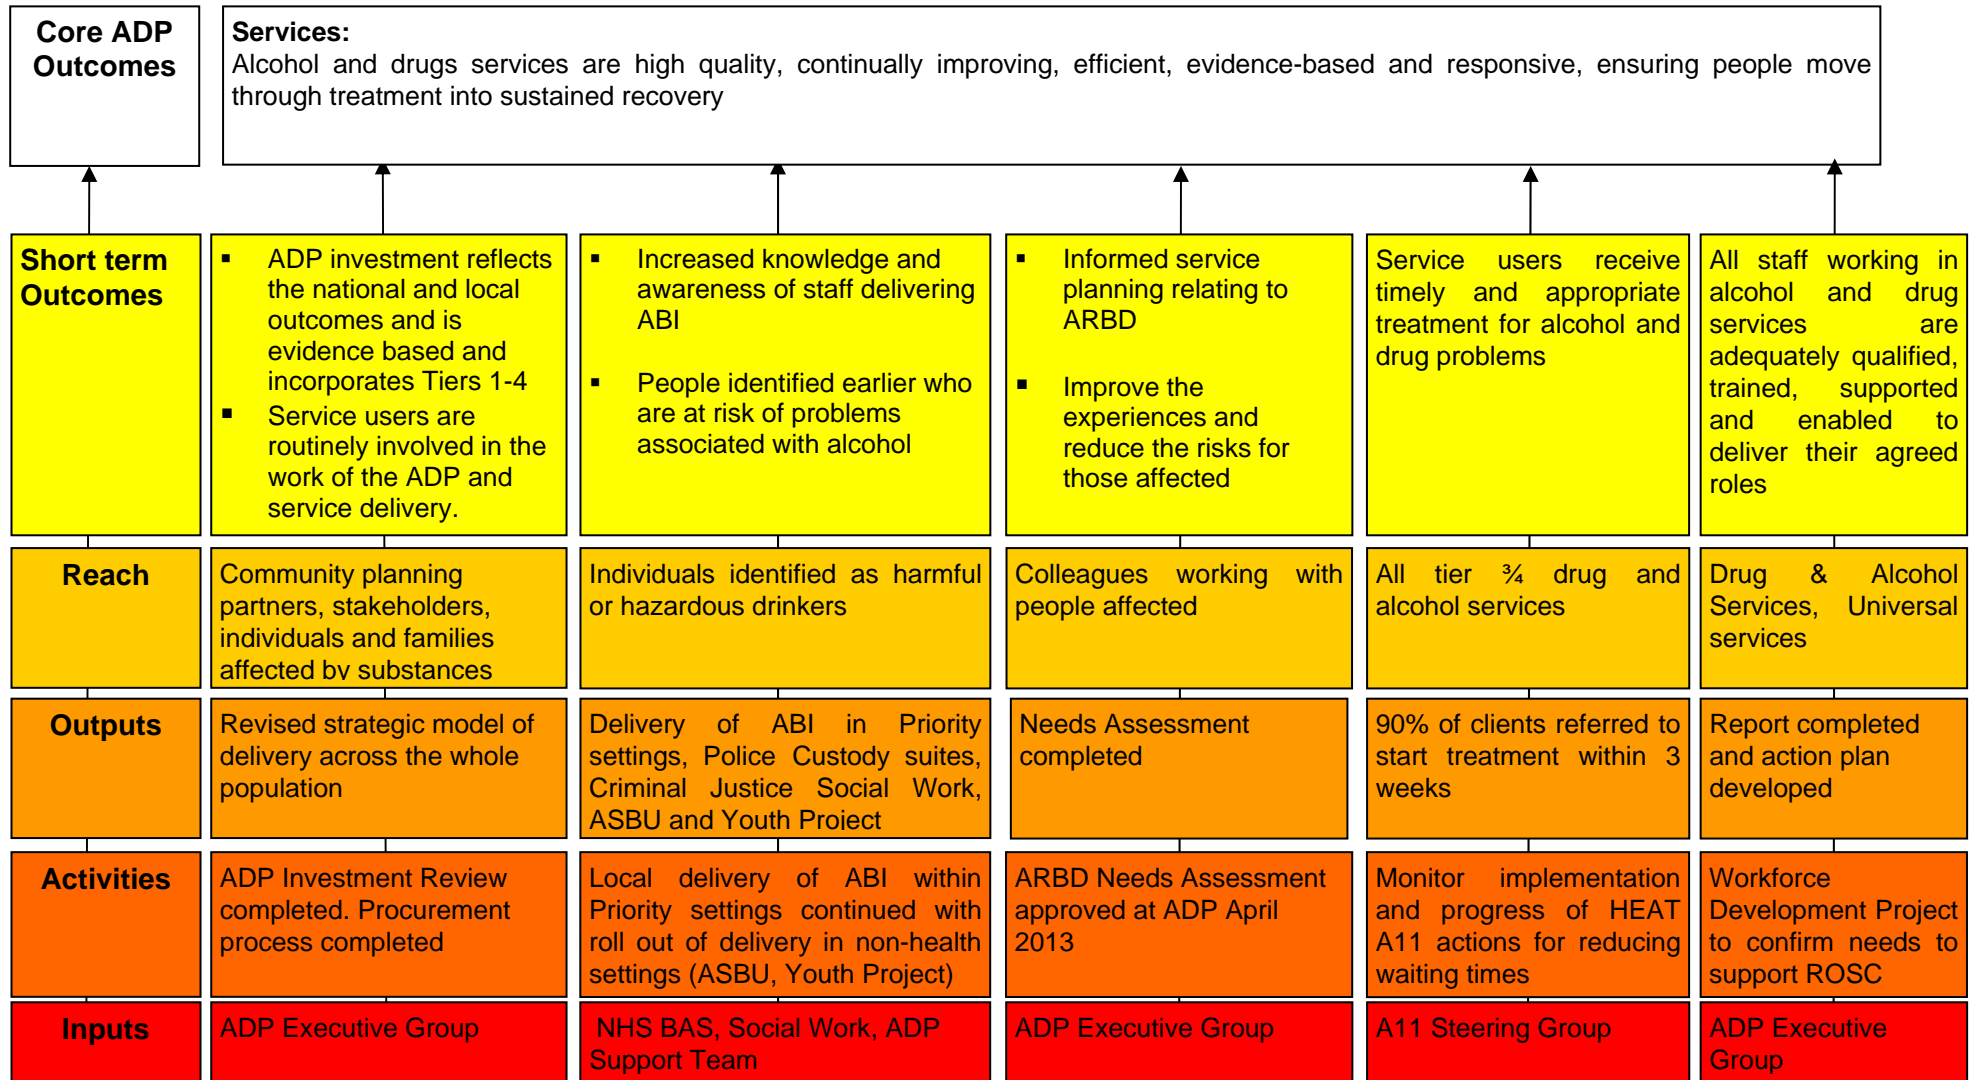 Core ADP
Outcomes
Services:
Alcohol and drugs services are high quality, continually improving, efficient, evidence-based and responsive, ensuring people move
through treatment into sustained recovery
Short term
Outcomes
▪ ADP investment reflects
the national and local
outcomes and is
evidence based and
incorporates Tiers 1-4
▪ Service users are
routinely involved in the
work of the ADP and
service delivery.
▪ Increased knowledge and
awareness of staff delivering
ABI
▪ People identified earlier who
are at risk of problems
associated with alcohol
▪ Informed service
planning relating to
ARBD
▪ Improve the
experiences and
reduce the risks for
those affected
Service users receive
timely and appropriate
treatment for alcohol and
drug problems
All staff working in
alcohol and drug
services are
adequately qualified,
trained, supported
and enabled to
deliver their agreed
roles
Reach
Community planning
partners, stakeholders,
individuals and families
affected by substances
Individuals identified as harmful
or hazardous drinkers
Colleagues working with
people affected
All tier ¾ drug and
alcohol services
Drug & Alcohol
Services, Universal
services
Outputs
Revised strategic model of
delivery across the whole
population
Delivery of ABI in Priority
settings, Police Custody suites,
Criminal Justice Social Work,
ASBU and Youth Project
Needs Assessment
completed
90% of clients referred to
start treatment within 3
weeks
Report completed
and action plan
developed
Activities
ADP Investment Review
completed. Procurement
process completed
Local delivery of ABI within
Priority settings continued with
roll out of delivery in non-health
settings (ASBU, Youth Project)
ARBD Needs Assessment
approved at ADP April
2013
Monitor implementation
and progress of HEAT
A11 actions for reducing
waiting times
Workforce
Development Project
to confirm needs to
support ROSC
Inputs
ADP Executive Group
NHS BAS, Social Work, ADP
Support Team
ADP Executive Group
A11 Steering Group
ADP Executive
Group